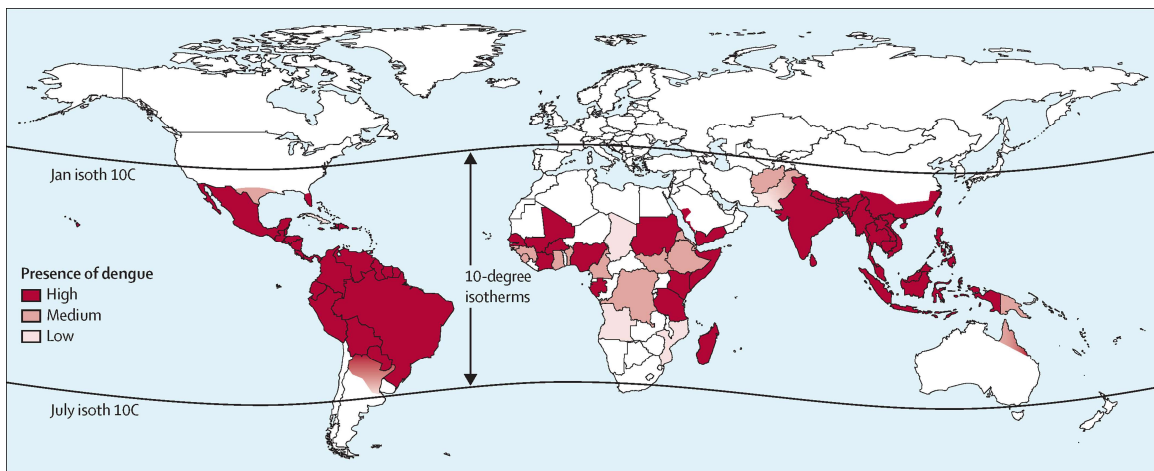 Jan isoth 10C
10-degree
isotherms
Presence of dengue
High
Medium
Low
July isoth 10C